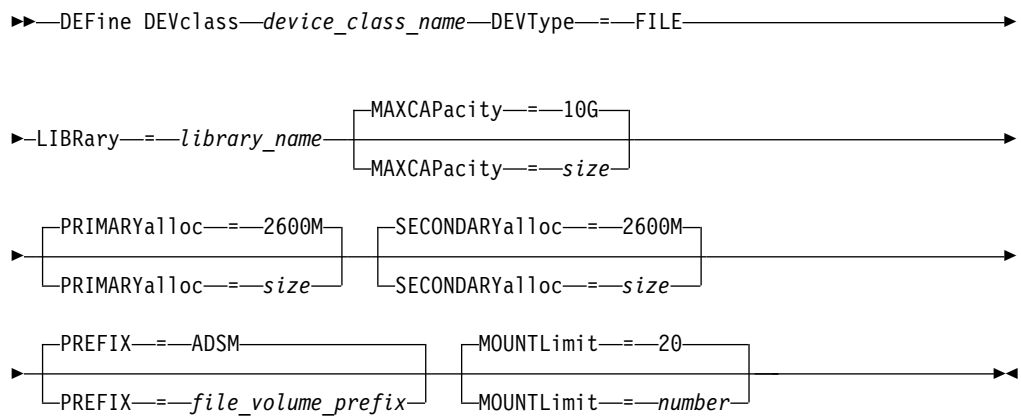 DEFine DEVclass device_class_name DEVType = FILE
MAXCAPacity = 10G
LIBRary = library_name
MAXCAPacity = size
PRIMARYalloc = 2600M SECONDARYalloc = 2600M
PRIMARYalloc = size SECONDARYalloc = size
PREFIX = ADSM MOUNTLimit = 20
PREFIX = file_volume_prefix MOUNTLimit = number